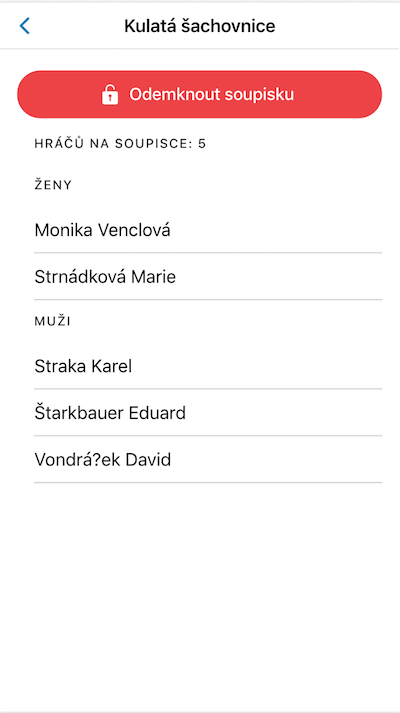 Kulatá šachovnice
Odemknout soupisku
HRÁČŮ NA SOUPISCE: 5
ŽENY
Monika Venclová
Strnádková Marie
MUŽI
Straka Karel
Štarkbauer Eduard
Vondrá?ek David